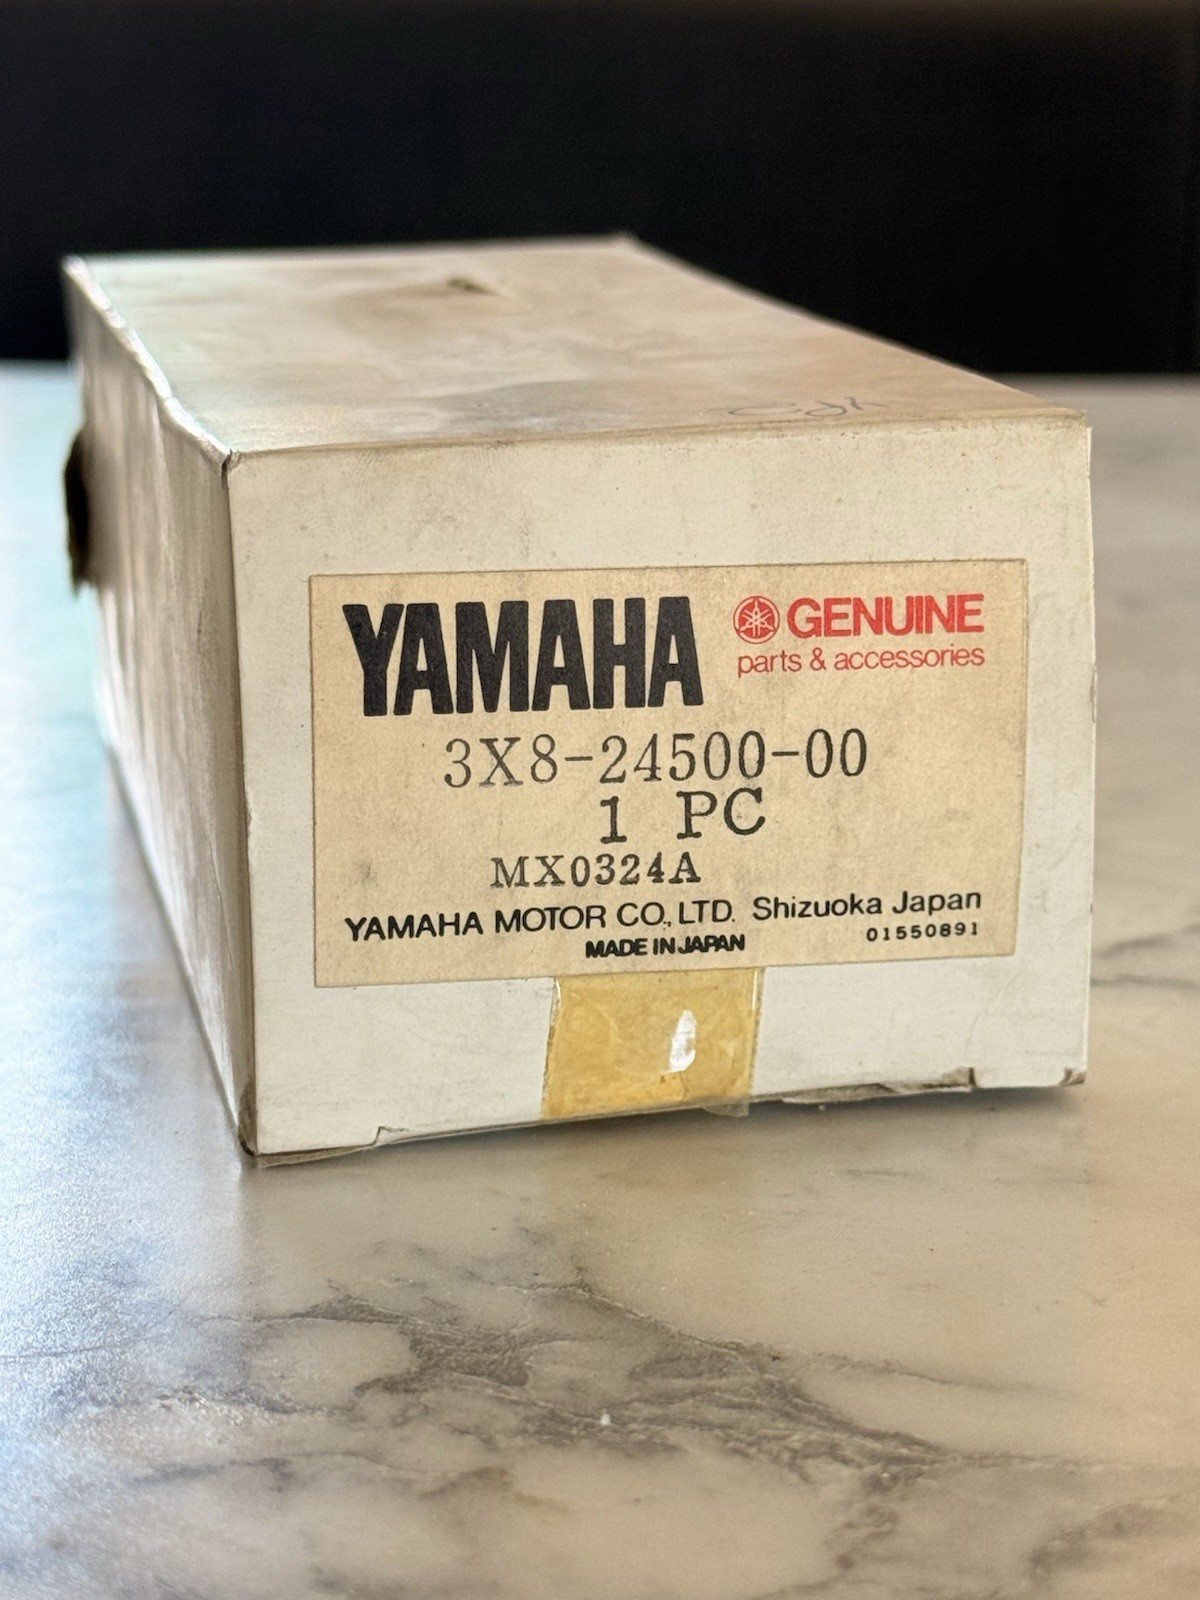 YAMAHA
GENUINE
parts & accessories
3X8-24500-00
1 PC
MX0324A
YAMAHA MOTOR CO., LTD. Shizuoka Japan
MADE IN JAPAN
01550891